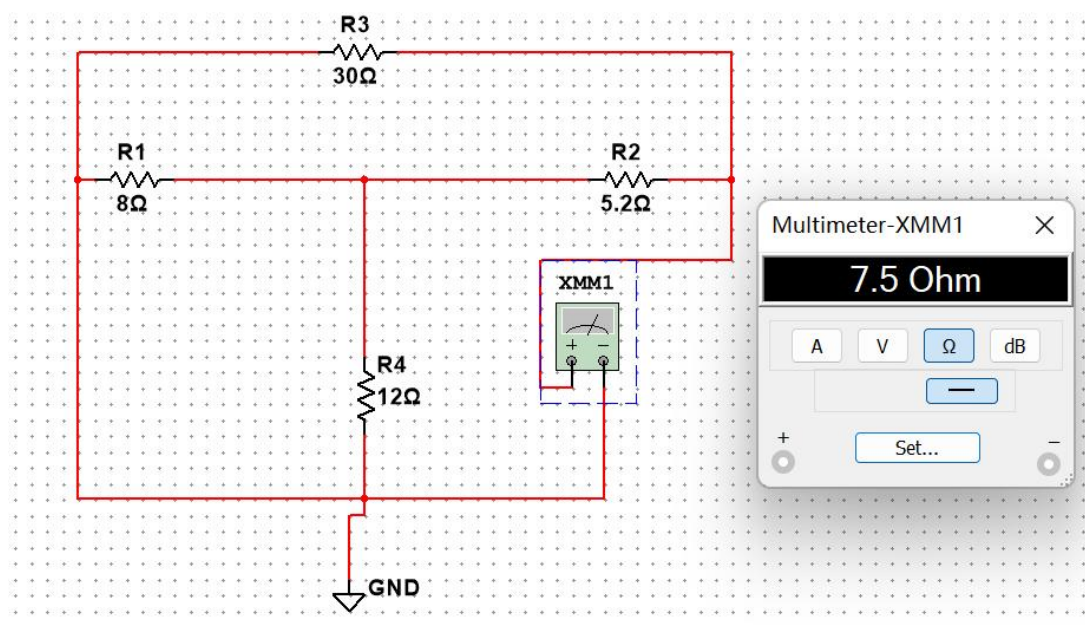 R3
30Ω
R1
8Ω
R2
5.2Ω
XMM1
+ −
R4
12Ω
GND
Multimeter-XMM1
7.5 Ohm
A V Ω dB
+ −
Set...